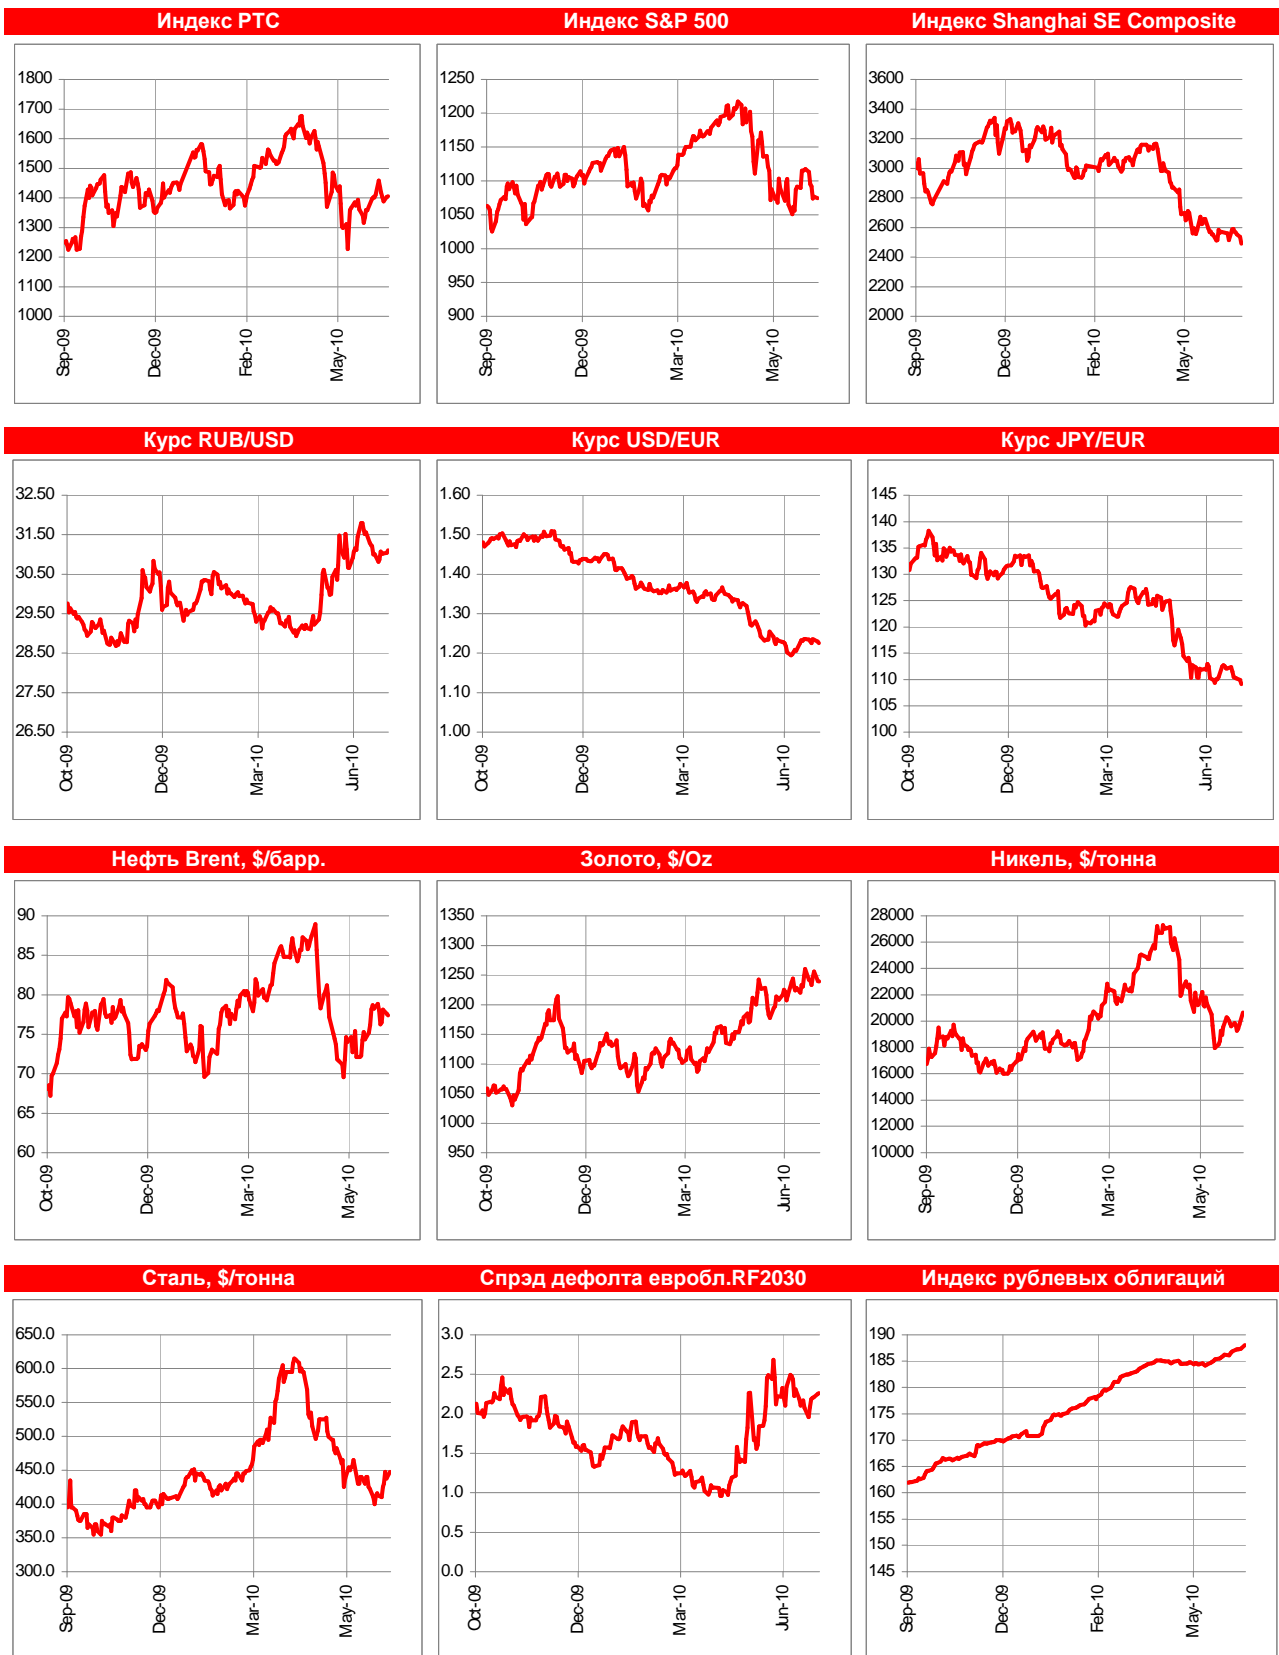 Индекс РТС
1800
1700
1600
1500
1400
1300
1200
1100
1000
Sep-09
Dec-09
Feb-10
May-10
Индекс S&P 500
1250
1200
1150
1100
1050
1000
950
900
Sep-09
Dec-09
Mar-10
May-10
Индекс Shanghai SE Composite
3600
3400
3200
3000
2800
2600
2400
2200
2000
Sep-09
Dec-09
Feb-10
May-10
Курс RUB/USD
32.50
31.50
30.50
29.50
28.50
27.50
26.50
Oct-09
Dec-09
Mar-10
Jun-10
Курс USD/EUR
1.60
1.50
1.40
1.30
1.20
1.10
1.00
Oct-09
Dec-09
Mar-10
Jun-10
Курс JPY/EUR
145
140
135
130
125
120
115
110
105
100
Oct-09
Dec-09
Mar-10
Jun-10
Нефть Brent, $/барр.
90
85
80
75
70
65
60
Oct-09
Dec-09
Mar-10
May-10
Золото, $/Oz
1350
1300
1250
1200
1150
1100
1050
1000
950
Oct-09
Dec-09
Mar-10
Jun-10
Никель, $/тонна
28000
26000
24000
22000
20000
18000
16000
14000
12000
10000
Sep-09
Dec-09
Mar-10
May-10
Сталь, $/тонна
650.0
600.0
550.0
500.0
450.0
400.0
350.0
300.0
Sep-09
Dec-09
Mar-10
May-10
Спрэд дефолта евробл.RF2030
3.0
2.5
2.0
1.5
1.0
0.5
0.0
Oct-09
Dec-09
Mar-10
Jun-10
Индекс рублевых облигаций
190
185
180
175
170
165
160
155
150
145
Sep-09
Dec-09
Feb-10
May-10